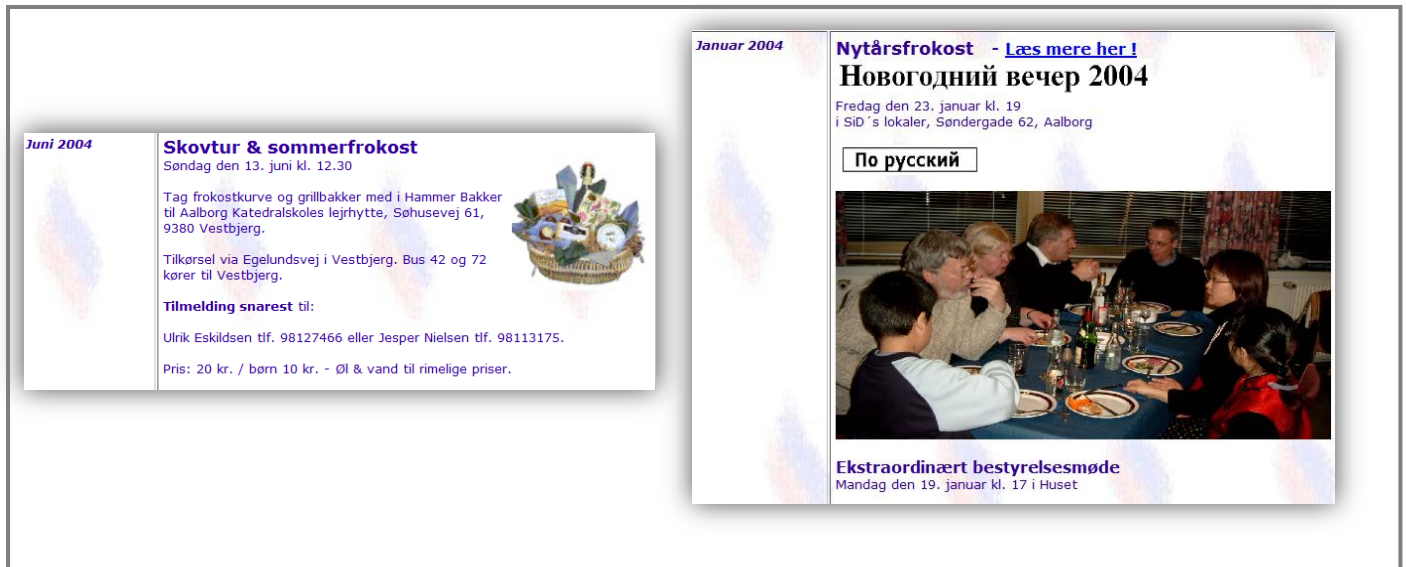 Juni 2004
Skovtur & sommerfrokost
Søndag den 13. juni kl. 12.30
Tag frokostkurve og grillbakker med i Hammer Bakker
til Aalborg Katedralskoles lejrhytte, Søhusevej 61,
9380 Vestbjerg.
Tilkørsel via Egelundsvej i Vestbjerg. Bus 42 og 72
kører til Vestbjerg.
Tilmelding snarest til:
Ulrik Eskildsen tlf. 98127466 eller Jesper Nielsen tlf. 98113175.
Pris: 20 kr. / børn 10 kr. - Øl & vand til rimelige priser.
Januar 2004
Nytårsfrokost - Læs mere her !
Новогодний вечер 2004
Fredag den 23. januar kl. 19
i SiD´s lokaler, Søndergade 62, Aalborg
По русский
Ekstraordinært bestyrelsesmøde
Mandag den 19. januar kl. 17 i Huset